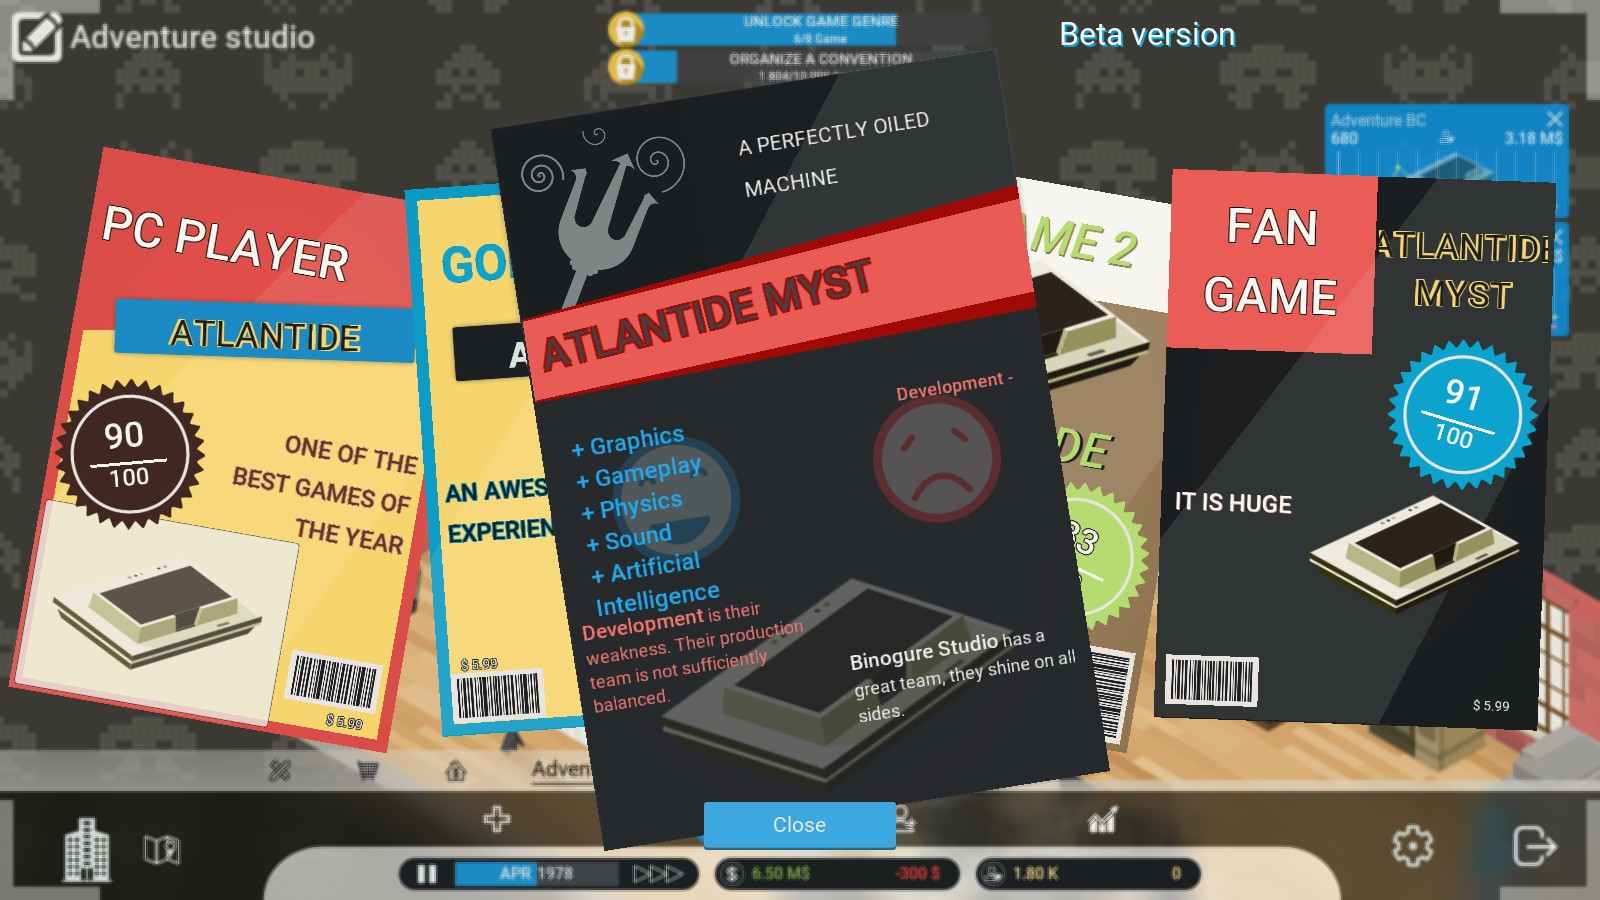 Adventure studio
UNLOCK GAME GENRE
6/8 Game
ORGANIZE A CONVENTION
Beta version
Adventure BC
680
3.18 M$
PC PLAYER
ATLANTIDE
90
100
ONE OF THE
BEST GAMES OF
THE YEAR
$ 5.99
GO
A
AN AWES
EXPERIEN
$ 5.99
A PERFECTLY OILED
MACHINE
ATLANTIDE MYST
Development -
+ Graphics
+ Gameplay
+ Physics
+ Sound
+ Artificial
Intelligence
Development is their
weakness. Their production
team is not sufficiently
balanced.
Binogure Studio has a
great team, they shine on all
sides.
AME 2
DE
FAN
GAME
ATLANTIDE
MYST
91
100
IT IS HUGE
$ 5.99
Adven
Close
APR 1978
6.50 M$
-300 $
1.80 K
0